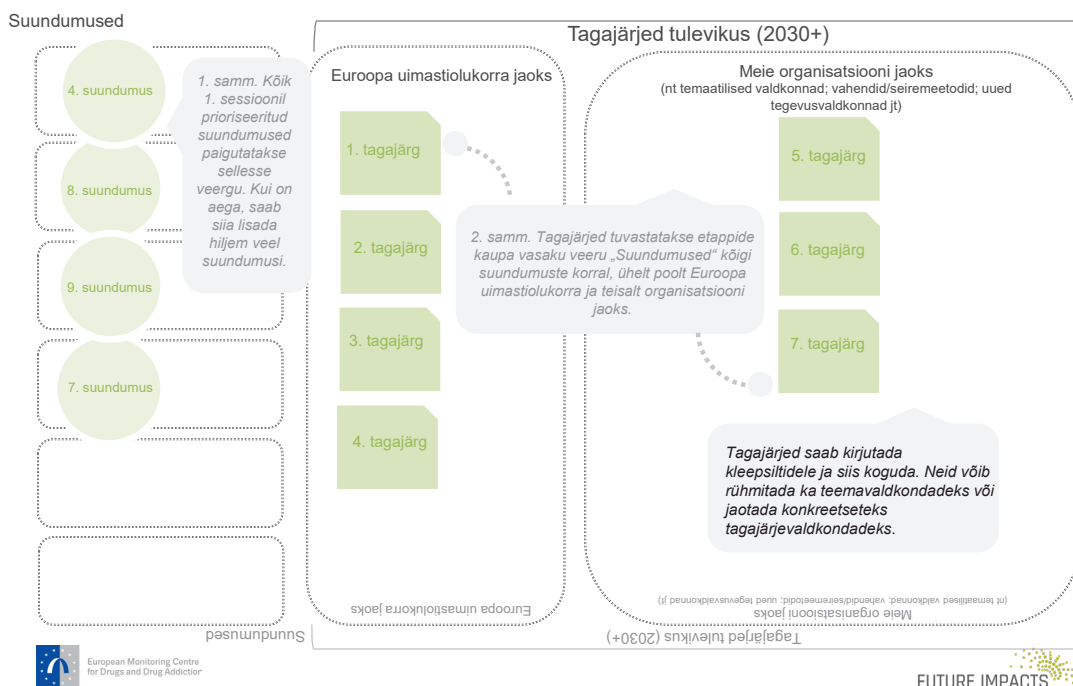 Suundumused
Tagajärjed tulevikus (2030+)
4. suundumus
8. suundumus
9. suundumus
7. suundumus
1. samm. Kõik
1. sessioonil
prioriseeritud
suundumused
paigutatakse
sellesse
veergu. Kui on
aega, saab
siia lisada
hiljem veel
suundumusi.
Euroopa uimastiolukorra jaoks
1. tagajärg
2. tagajärg
3. tagajärg
4. tagajärg
2. samm. Tagajärjed tuvastatakse etappide
kaupa vasaku veeru „Suundumused“ kõigi
suundumuste korral, ühelt poolt Euroopa
uimastiolukorra ja teisalt organisatsiooni
jaoks.
Meie organisatsiooni jaoks
(nt temaatilised valdkonnad; vahendid/seiremeetodid; uued
tegevusvaldkonnad jt)
5. tagajärg
6. tagajärg
7. tagajärg
Tagajärjed saab kirjutada
kleepsiltidele ja siis koguda. Neid võib
rühmitada ka teemavaldkondadeks või
jaotada konkreetseteks
tagajärjevaldkondadeks.
Euroopa uimastiolukorra jaoks
Meie organisatsiooni jaoks
(nt temaatilised valdkonnad; vahendid/seiremeetodid; uued tegevusvaldkonnad jt)
Suundumused
Tagajärjed tulevikus (2030+)
European Monitoring Centre
for Drugs and Drug Addiction
FUTURE IMPACTS